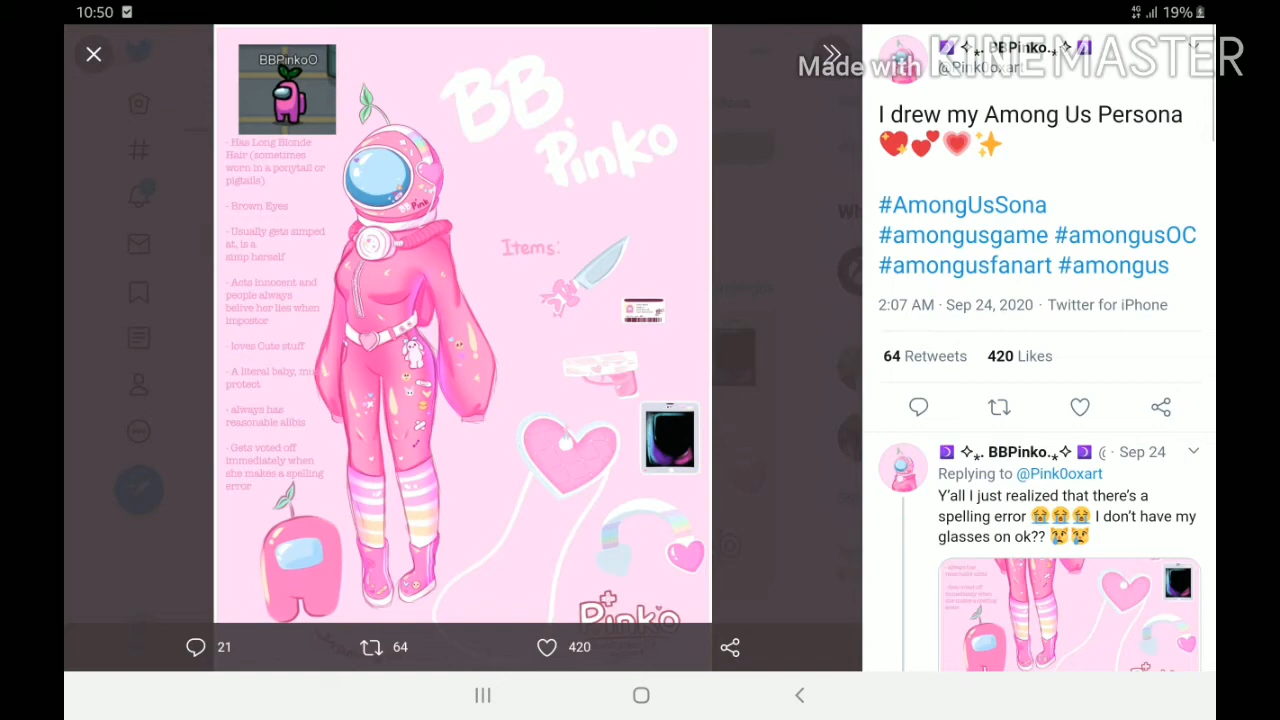 10:50
4G 19%
Made with KINEMASTER
BBPinkoO
BB
Pinko
- Has Long Blonde
Hair (sometimes
worn in a ponytail or
pigtails)
- Brown Eyes
- Usually gets simped
at, is a
simp herself
- Acts innocent and
people always
belive her lies when
impostor
- loves Cute stuff
- A literal baby, mu
protect
- always has
reasonable alibis
- Gets voted off
immediately when
she makes a spelling
error
Items:
BBPink
Pinko
21
64
420
BBPinko.
@Pink0oxart
I drew my Among Us Persona
#AmongUsSona
#amongusgame #amongusOC
#amongusfanart #amongus
2:07 AM · Sep 24, 2020 · Twitter for iPhone
64 Retweets 420 Likes
BBPinko. @ · Sep 24
Replying to @Pink0oxart
Y'all I just realized that there's a
spelling error 😭😭😭 I don't have my
glasses on ok?? 😿😿